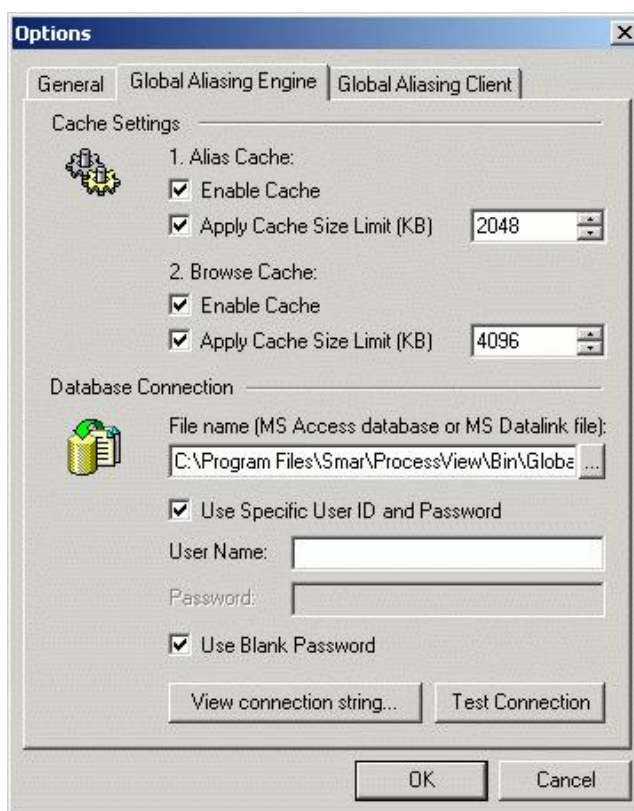 Options
General Global Aliasing Engine Global Aliasing Client
Cache Settings
1. Alias Cache:
Enable Cache
Apply Cache Size Limit (KB) 2048
2. Browse Cache:
Enable Cache
Apply Cache Size Limit (KB) 4096
Database Connection
File name (MS Access database or MS Datalink file):
C:\Program Files\Smar\ProcessView\Bin\Globa ...
Use Specific User ID and Password
User Name:
Password:
Use Blank Password
View connection string... Test Connection
OK Cancel